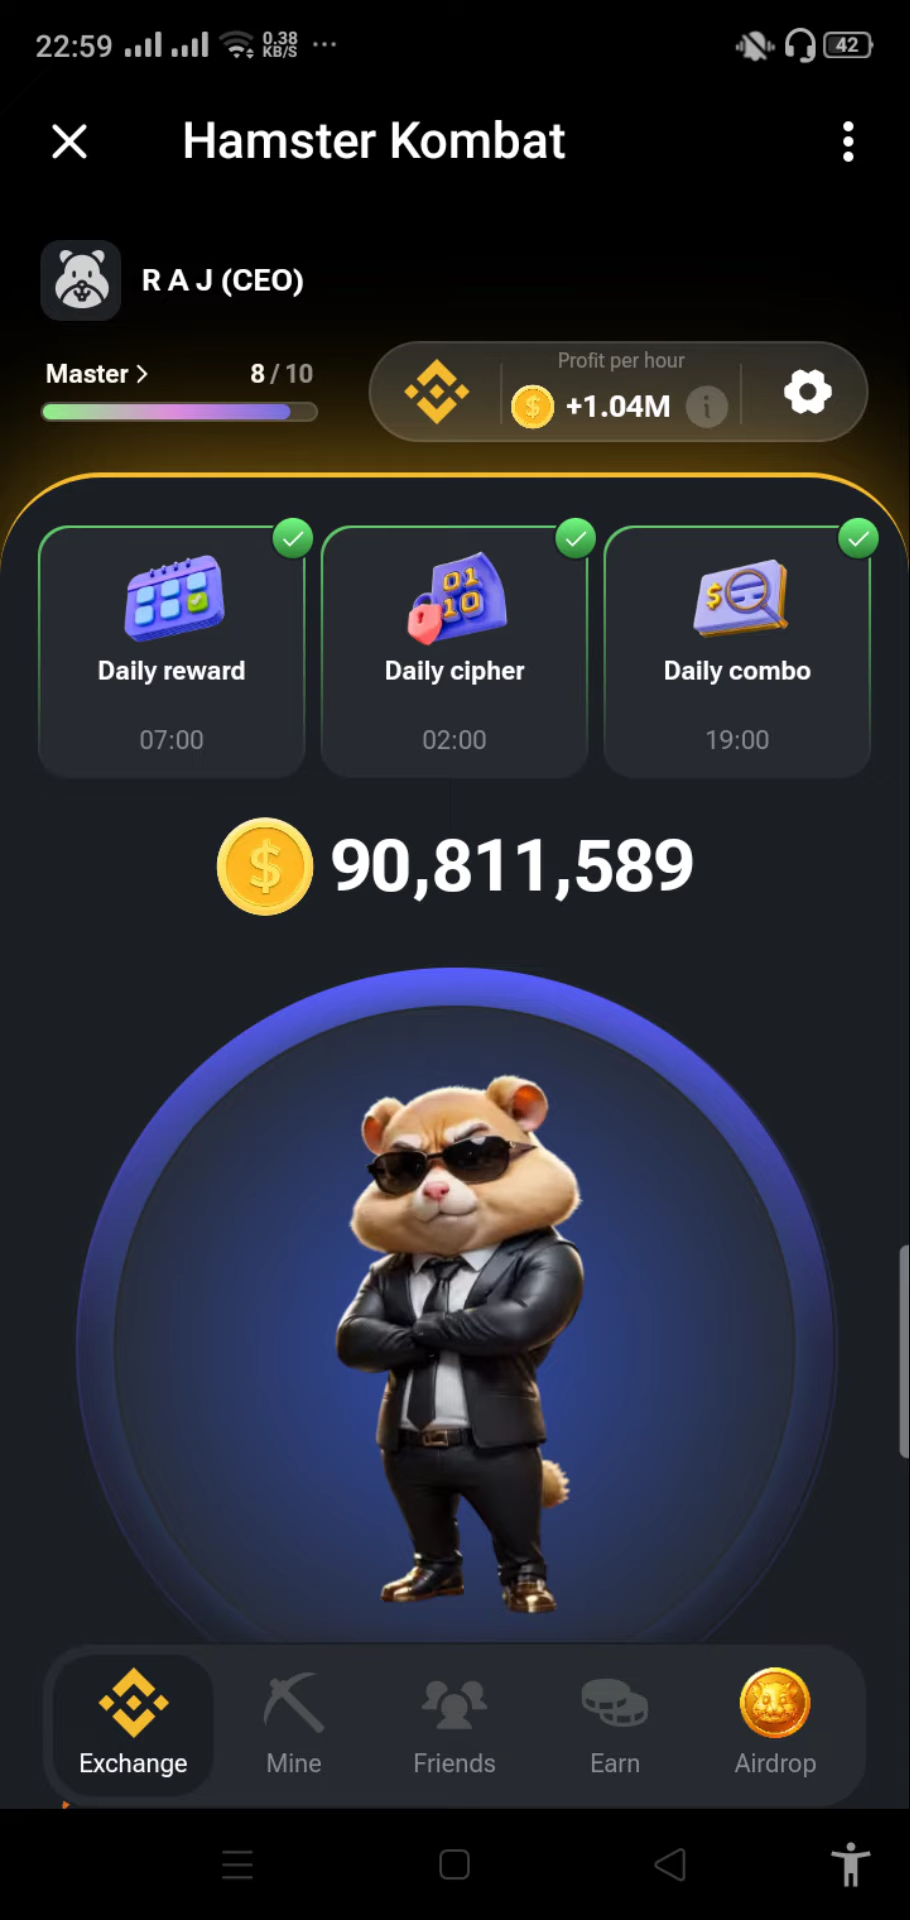 22:59 0.38 KB/S ... 42
Hamster Kombat
R A J (CEO)
Master > 8 / 10
Profit per hour
$ +1.04M i
01
10
$
Daily reward Daily cipher Daily combo
07:00 02:00 19:00
$ 90,811,589
Exchange Mine Friends Earn Airdrop